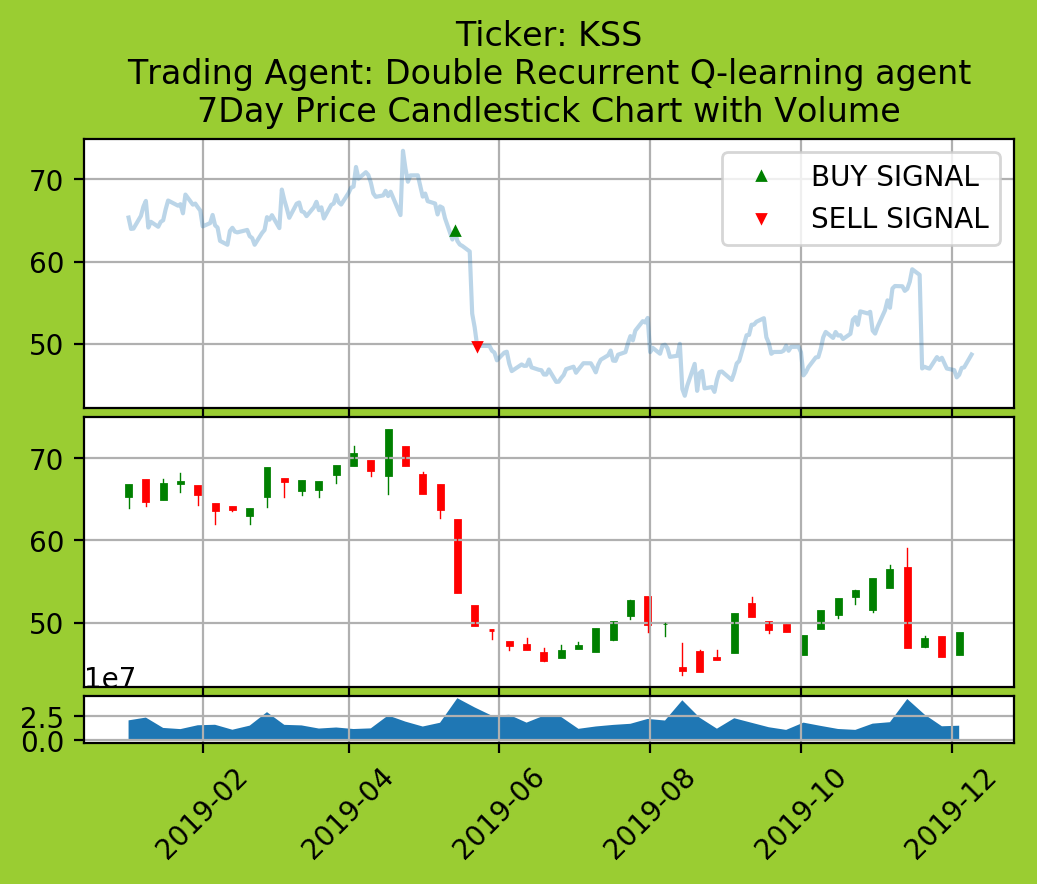 Ticker: KSS
Trading Agent: Double Recurrent Q-learning agent
7Day Price Candlestick Chart with Volume
BUY SIGNAL
SELL SIGNAL
70
60
50
70
60
50
1e7
2.5
0.0
2019-02
2019-04
2019-06
2019-08
2019-10
2019-12